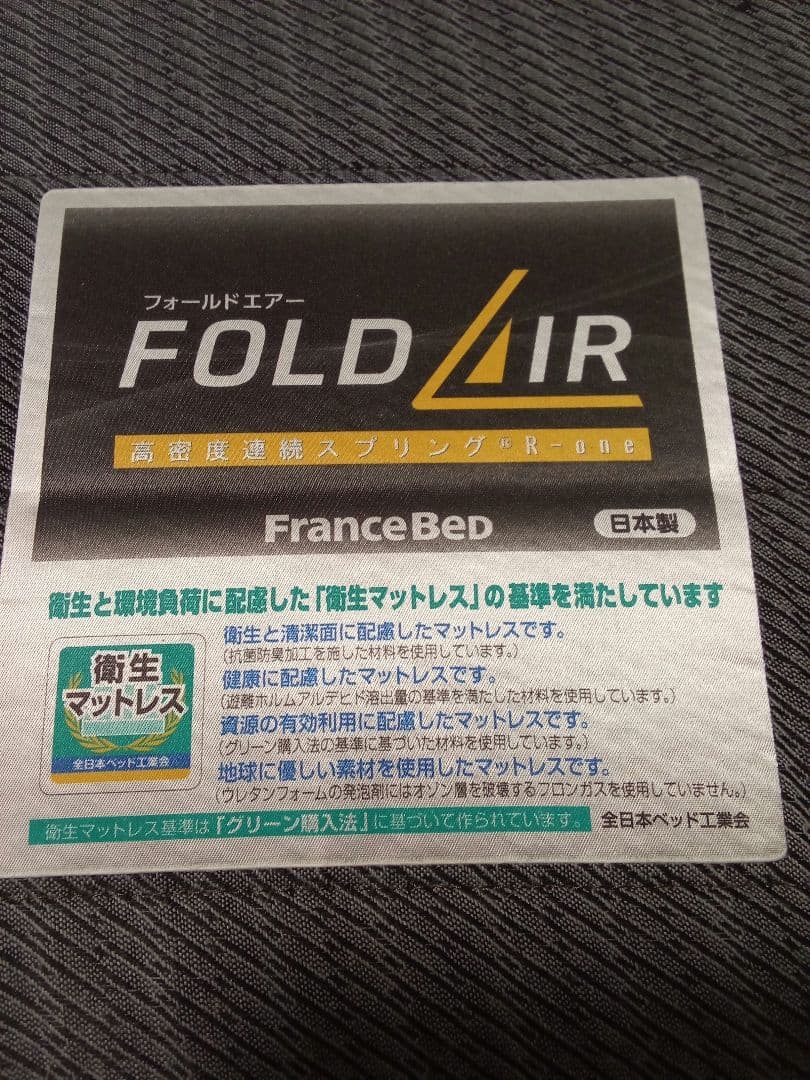 フォールドエアー
FOLD AIR
高密度連続スプリング®R-one
FRANCEBED
日本製
衛生と環境負荷に配慮した「衛生マットレス」の基準を満たしています
衛生マットレス
全日本ベッド工業会
衛生と清潔面に配慮したマットレスです。
(抗菌防臭加工を施した材料を使用しています。)
健康に配慮したマットレスです。
(遊離ホルムアルデヒド溶出量の基準を満たした材料を使用しています。)
資源の有効利用に配慮したマットレスです。
(グリーン購入法の基準に基づいた材料を使用しています。)
地球に優しい素材を使用したマットレスです。
(ウレタンフォームの発泡剤にはオゾン層を破壊するフロンガスを使用していません。)
衛生マットレス基準は「グリーン購入法」に基づいて作られています。 全日本ベッド工業会